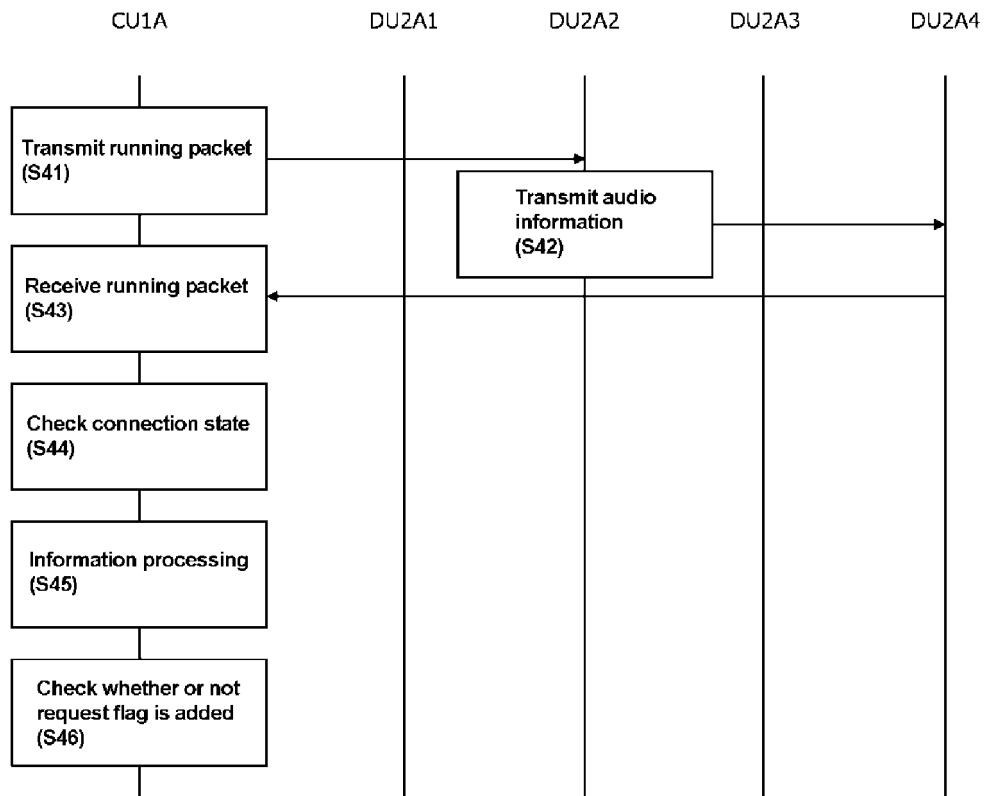 CU1A DU2A1 DU2A2 DU2A3 DU2A4
Transmit running packet
(S41)
Transmit audio
information
(S42)
Receive running packet
(S43)
Check connection state
(S44)
Information processing
(S45)
Check whether or not
request flag is added
(S46)